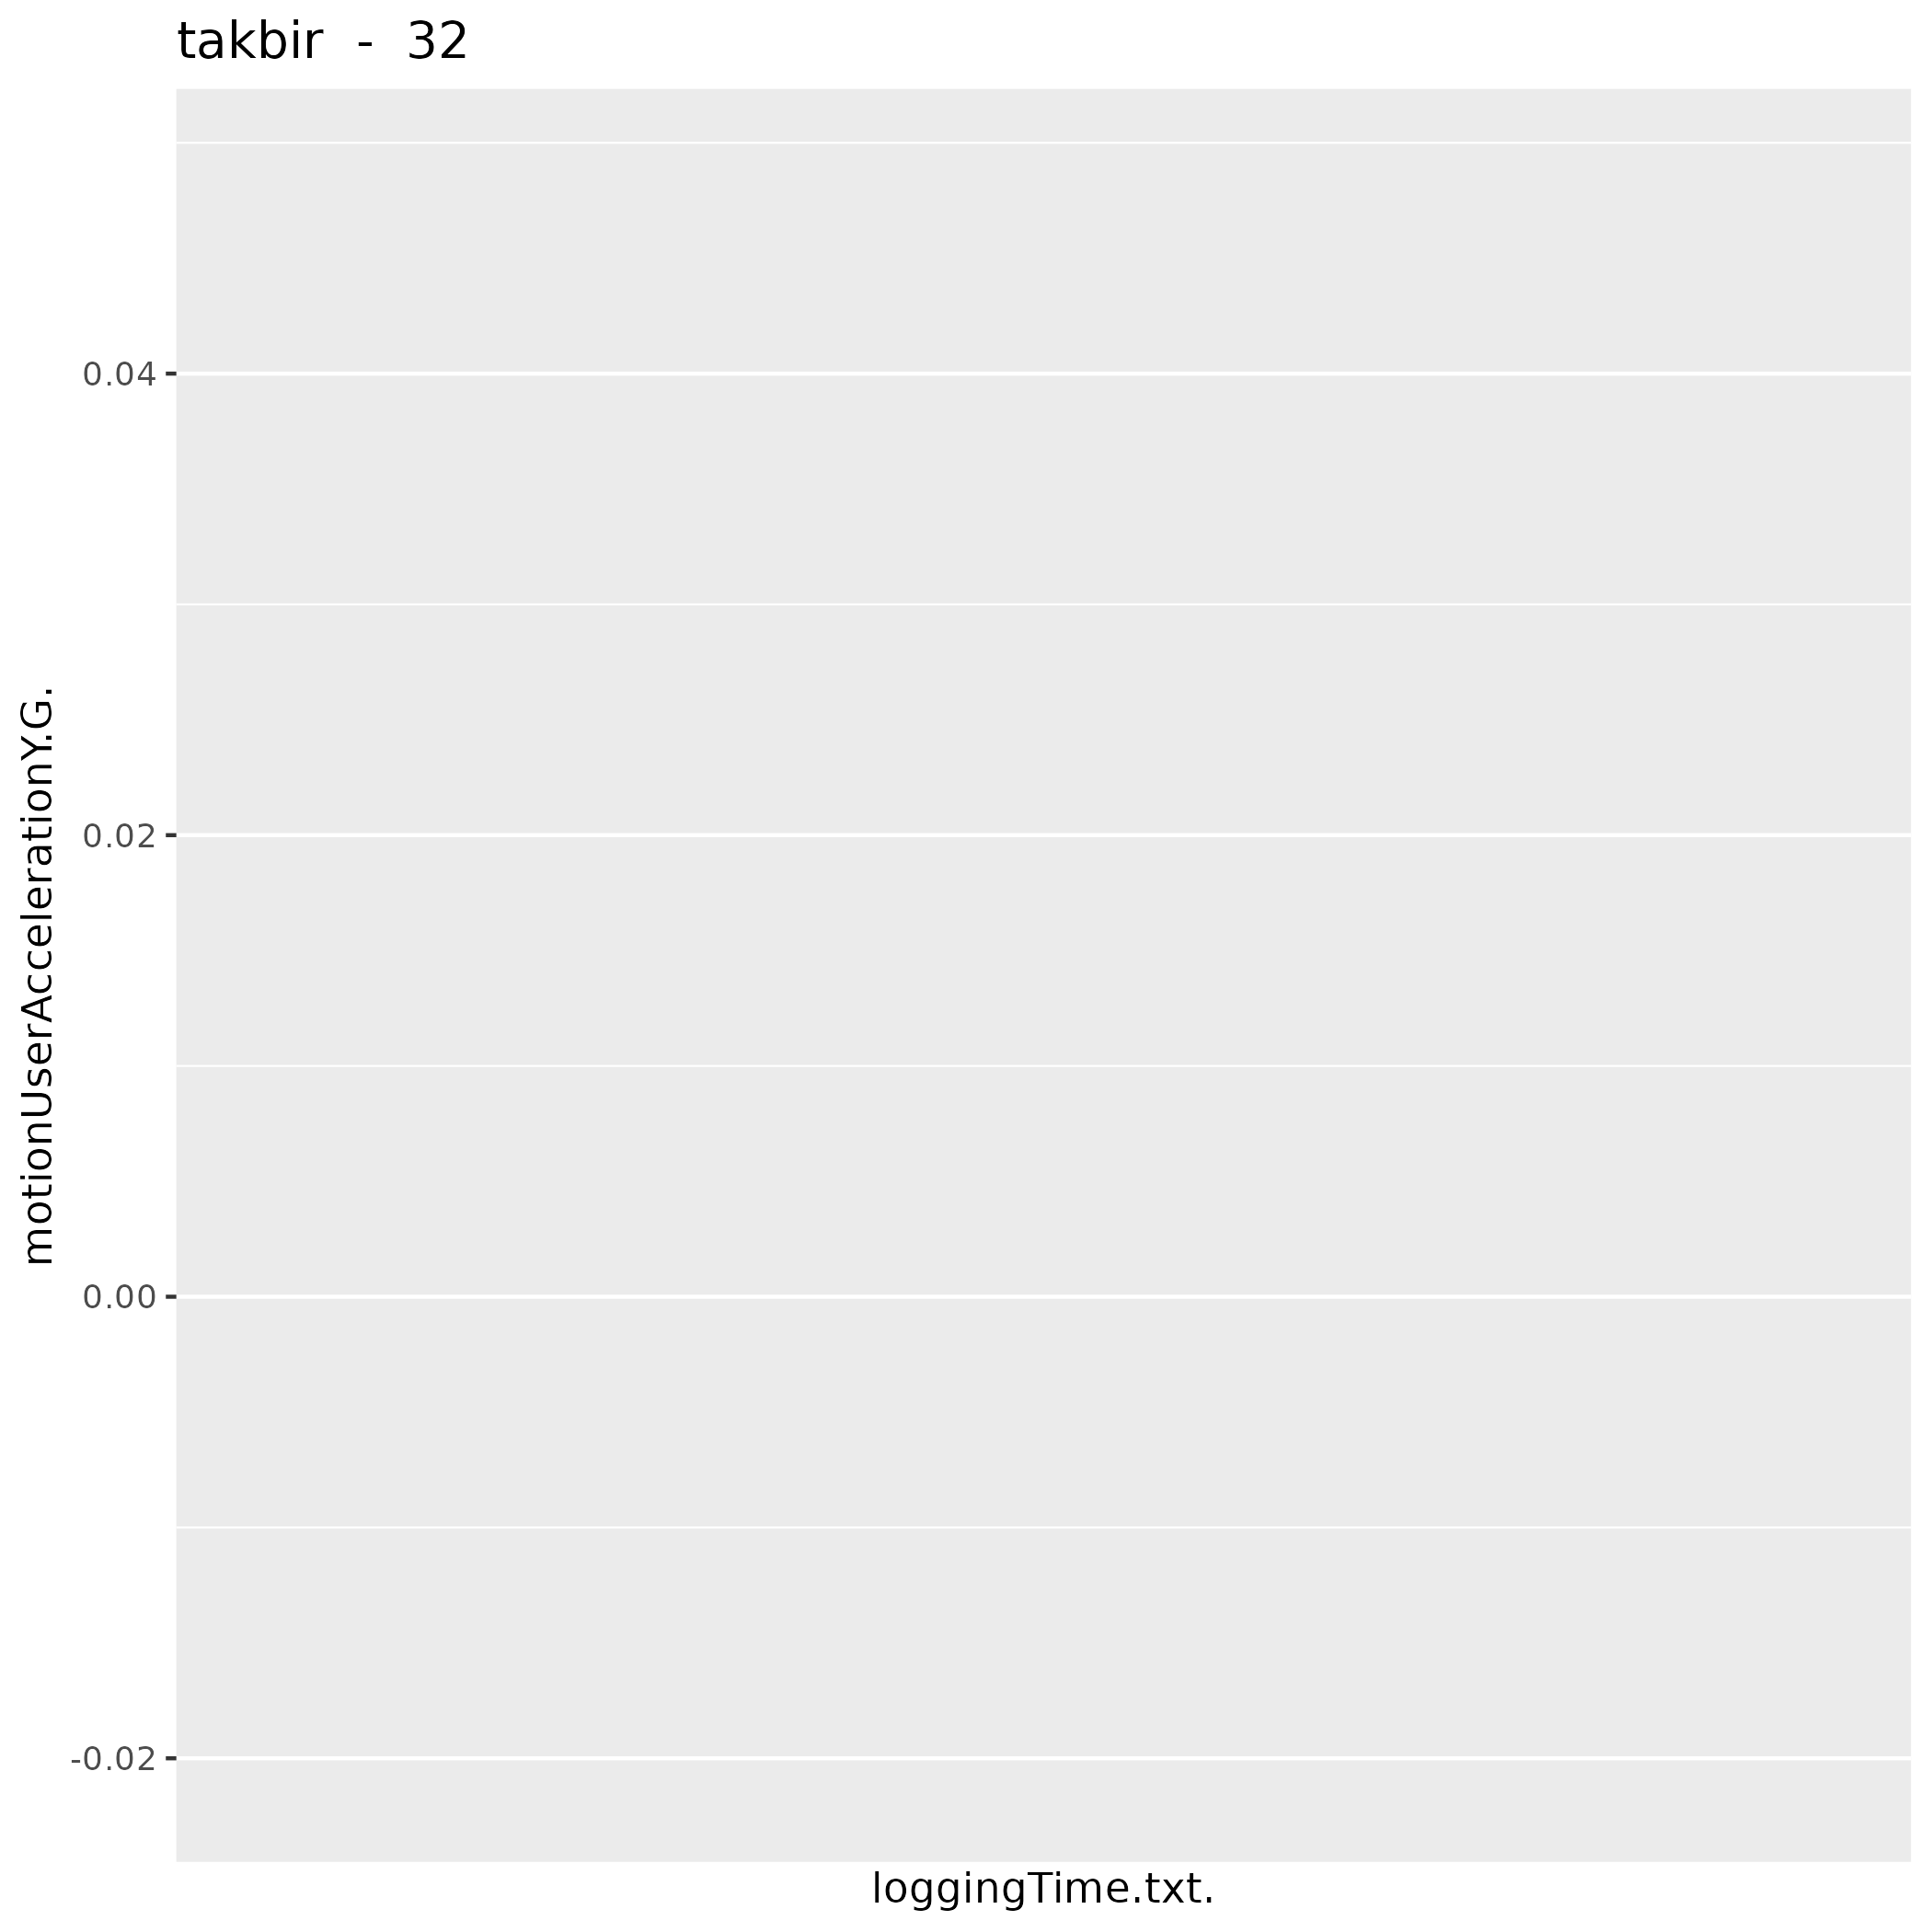 takbir - 32
motionUserAccelerationY.G.
0.04
0.02
0.00
-0.02
loggingTime.txt.